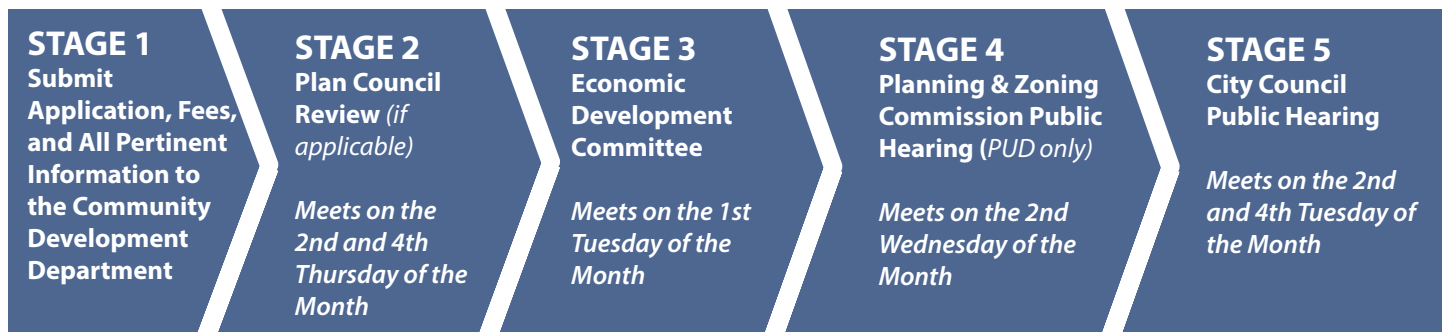 STAGE 1
Submit
Application, Fees,
and All Pertinent
Information to
the Community
Development
Department
STAGE 2
Plan Council
Review (if
applicable)
Meets on the
2nd and 4th
Thursday of the
Month
STAGE 3
Economic
Development
Committee
Meets on the 1st
Tuesday of the
Month
STAGE 4
Planning & Zoning
Commission Public
Hearing (PUD only)
Meets on the 2nd
Wednesday of the
Month
STAGE 5
City Council
Public Hearing
Meets on the 2nd
and 4th Tuesday of
the Month